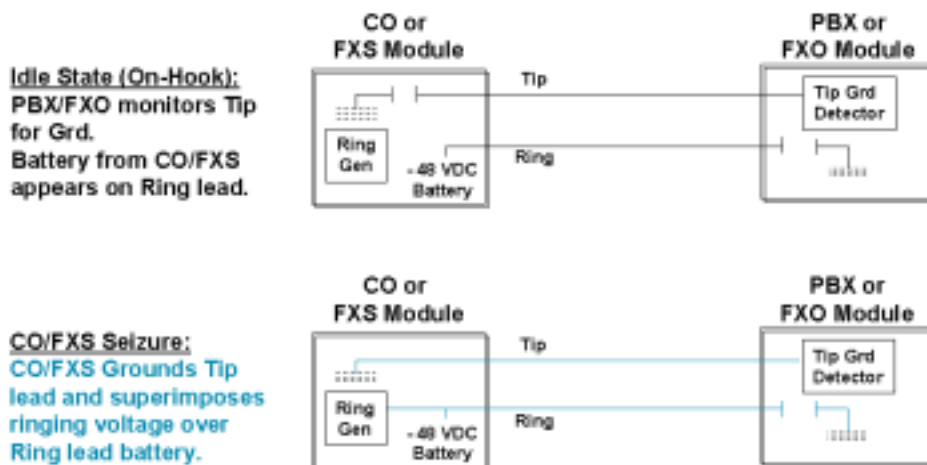 CO or
FXS Module
PBX or
FXO Module
Idle State (On-Hook):
PBX/FXO monitors Tip
for Grd.
Battery from CO/FXS
appears on Ring lead.
Tip
Ring
Gen
- 48 VDC
Battery
Ring
Tip Grd
Detector
CO or
FXS Module
PBX or
FXO Module
CO/FXS Seizure:
CO/FXS Grounds Tip
lead and superimposes
ringing voltage over
Ring lead battery.
Tip
Ring
Gen
- 48 VDC
Battery
Ring
Tip Grd
Detector